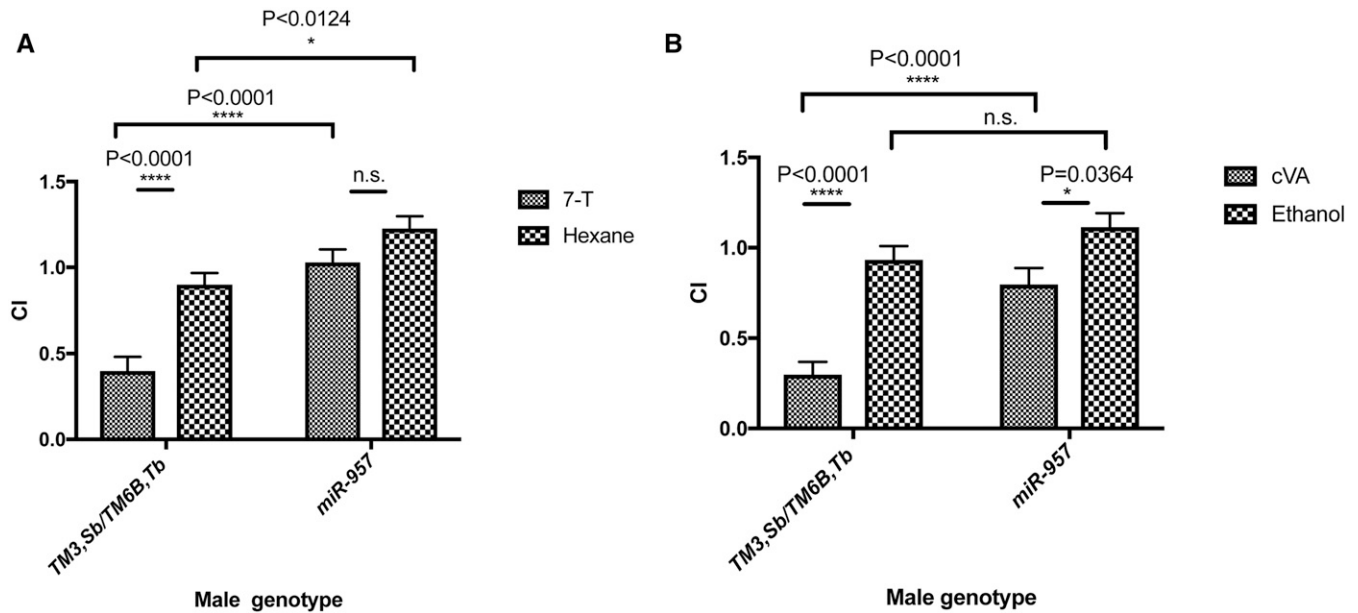 A
P<0.0124
*
P<0.0001
****
P<0.0001
****
n.s.
1.5
1.0
0.5
0.0
CI
7-T
Hexane
TM3,Sb/TM6B,Tb
miR-957
Male genotype
B
P<0.0001
****
n.s.
P<0.0001
****
P=0.0364
*
1.5
1.0
0.5
0.0
CI
cVA
Ethanol
TM3,Sb/TM6B,Tb
miR-957
Male genotype